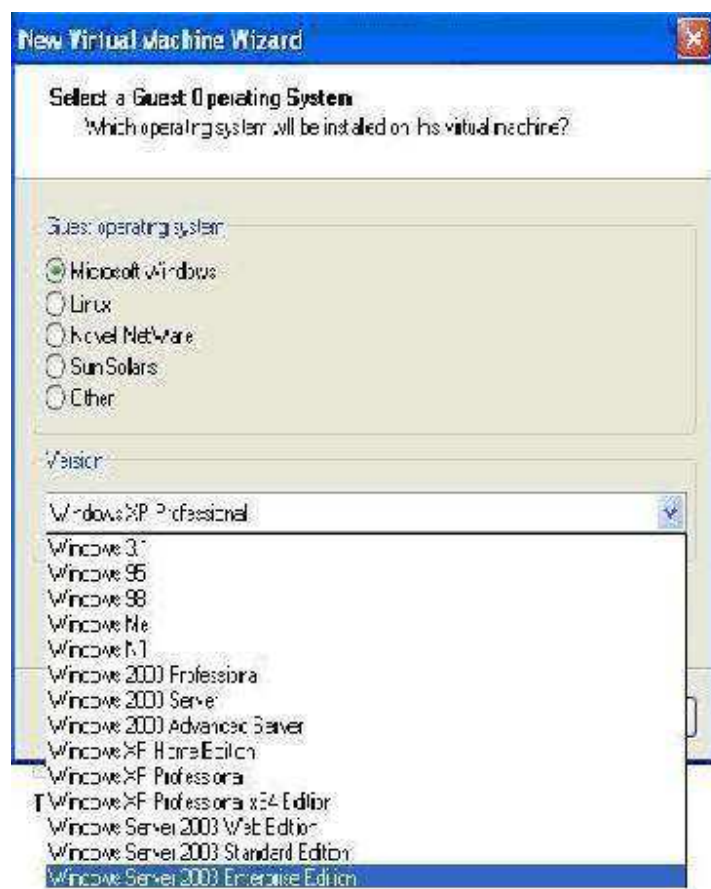 New Virtual Machine Wizard
Select a Guest Operating System
Which operating system will be installed on this virtual machine?
Guest operating system
Microsoft Windows
Linux
Novell NetWare
Sun Solaris
Other
Version
Windows XP Professional
Windows 3.1
Windows 95
Windows 98
Windows Me
Windows NT
Windows 2000 Professional
Windows 2000 Server
Windows 2000 Advanced Server
Windows XP Home Edition
Windows XP Professional
Windows XP Professional x64 Edition
Windows Server 2003 Web Edition
Windows Server 2003 Standard Edition
Windows Server 2003 Enterprise Edition